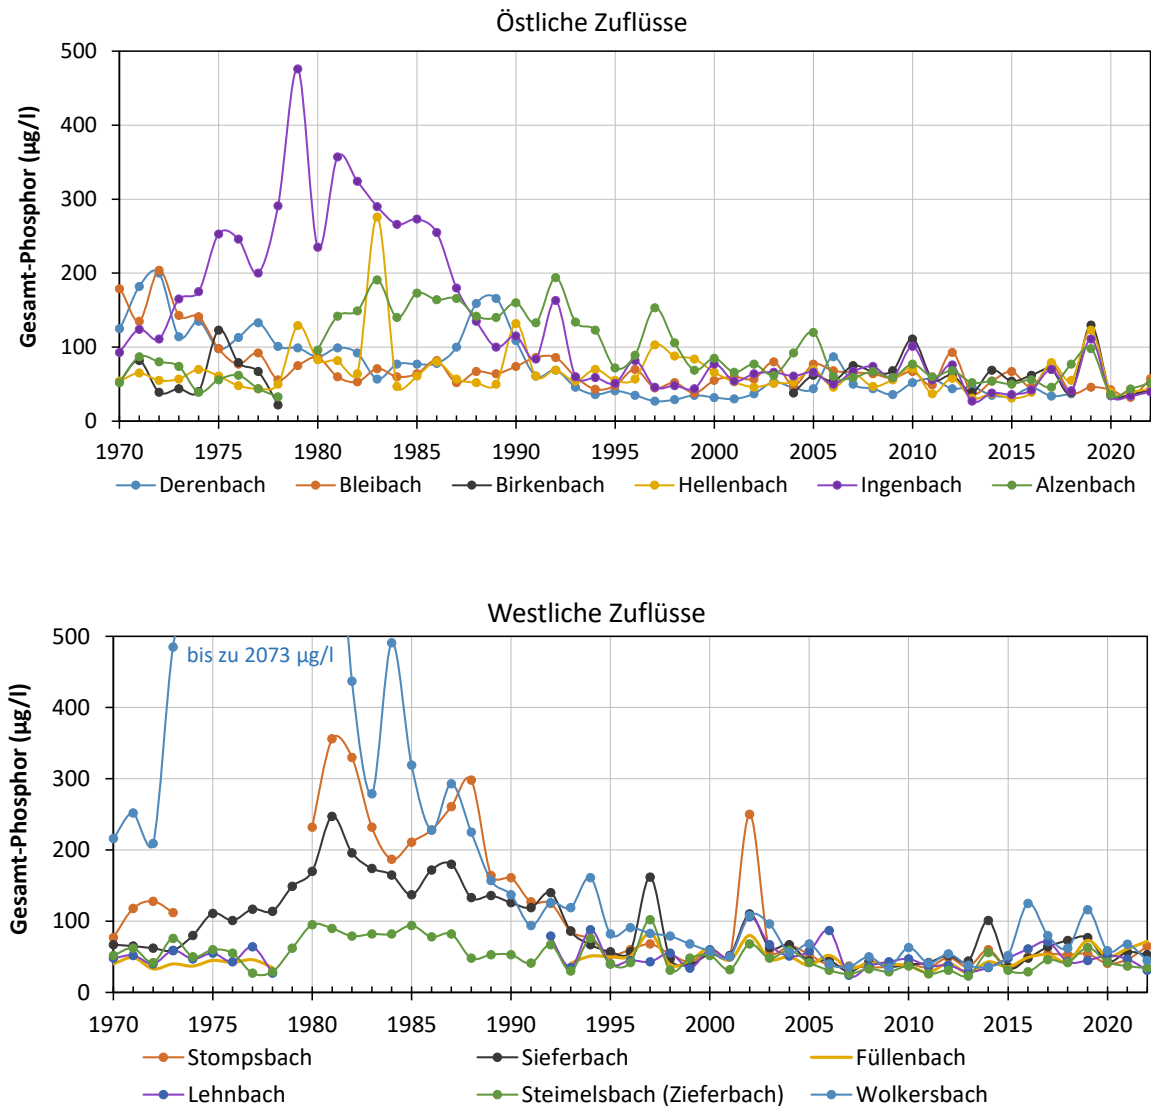 Östliche Zuflüsse
Gesamt-Phosphor (µg/l)
500
400
300
200
100
0
1970 1975 1980 1985 1990 1995 2000 2005 2010 2015 2020
Derenbach Bleibach Birkenbach Hellenbach Ingenbach Alzenbach
Westliche Zuflüsse
Gesamt-Phosphor (µg/l)
500
bis zu 2073 µg/l
400
300
200
100
0
1970 1975 1980 1985 1990 1995 2000 2005 2010 2015 2020
Stompsbach Sieferbach Füllenbach
Lehnbach Steimelsbach (Zieferbach) Wolkersbach